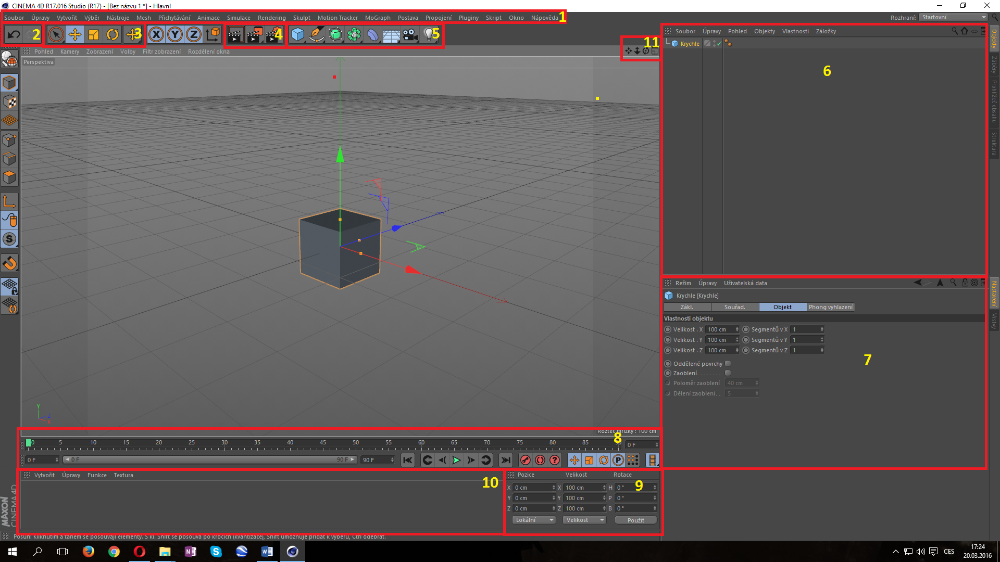 CINEMA 4D R17.016 Studio (R17) - [Bez názvu 1 *] - Hlavní
Soubor Úpravy Vytvořit Výběr Nástroje Mesh Přichytávání Animace Simulace Rendering Skulpt Motion Tracker MoGraph Postava Propojení Pluginy Skript Okno Nápověda 1 Rozhraní: Startovní
2 3 X Y Z 4 5
11
Pohled Kamery Zobrazení Volby Filtr zobrazení Rozdělení okna
Perspektiva
Soubor Úpravy Pohled Objekty Vlastnosti Záložky
Krychle
6
Objekty
Záběry
Prohlížeč obsahu
Struktura
S
Režim Úpravy Uživatelská data
Krychle [Krychle]
Zákl. Souřad. Objekt Phong vyhlazení
Vlastnosti objektu
Velikost . X 100 cm Segmentů v X 1
Velikost . Y 100 cm Segmentů v Y 1
Velikost . Z 100 cm Segmentů v Z 1
7
Oddělené povrchy
Zaoblení. . . . . . . .
Poloměr zaoblení 40 cm
Dělení zaoblení . . 5
Nastavení
Vrstvy
Y
Z
X
Rozteč mřížky : 100 cm
8
0 5 10 15 20 25 30 35 40 45 50 55 60 65 70 75 80 85 90 0 F
0 F 0 F 90 F 90 F ? P
Vytvořit Úpravy Funkce Textura
10
Pozice Velikost Rotace
9
X 0 cm X 100 cm H 0 °
Y 0 cm Y 100 cm P 0 °
Z 0 cm Z 100 cm B 0 °
Lokální Velikost Použít
MAXON
CINEMA 4D
Posun: Kliknutím a tahem se posouvají elementy. S kl. Shift se posouvá po krocích (kvantizace), Shift umožňuje přidat k výběru, Ctrl odebrat.
N S W CES
17:24
20.03.2016